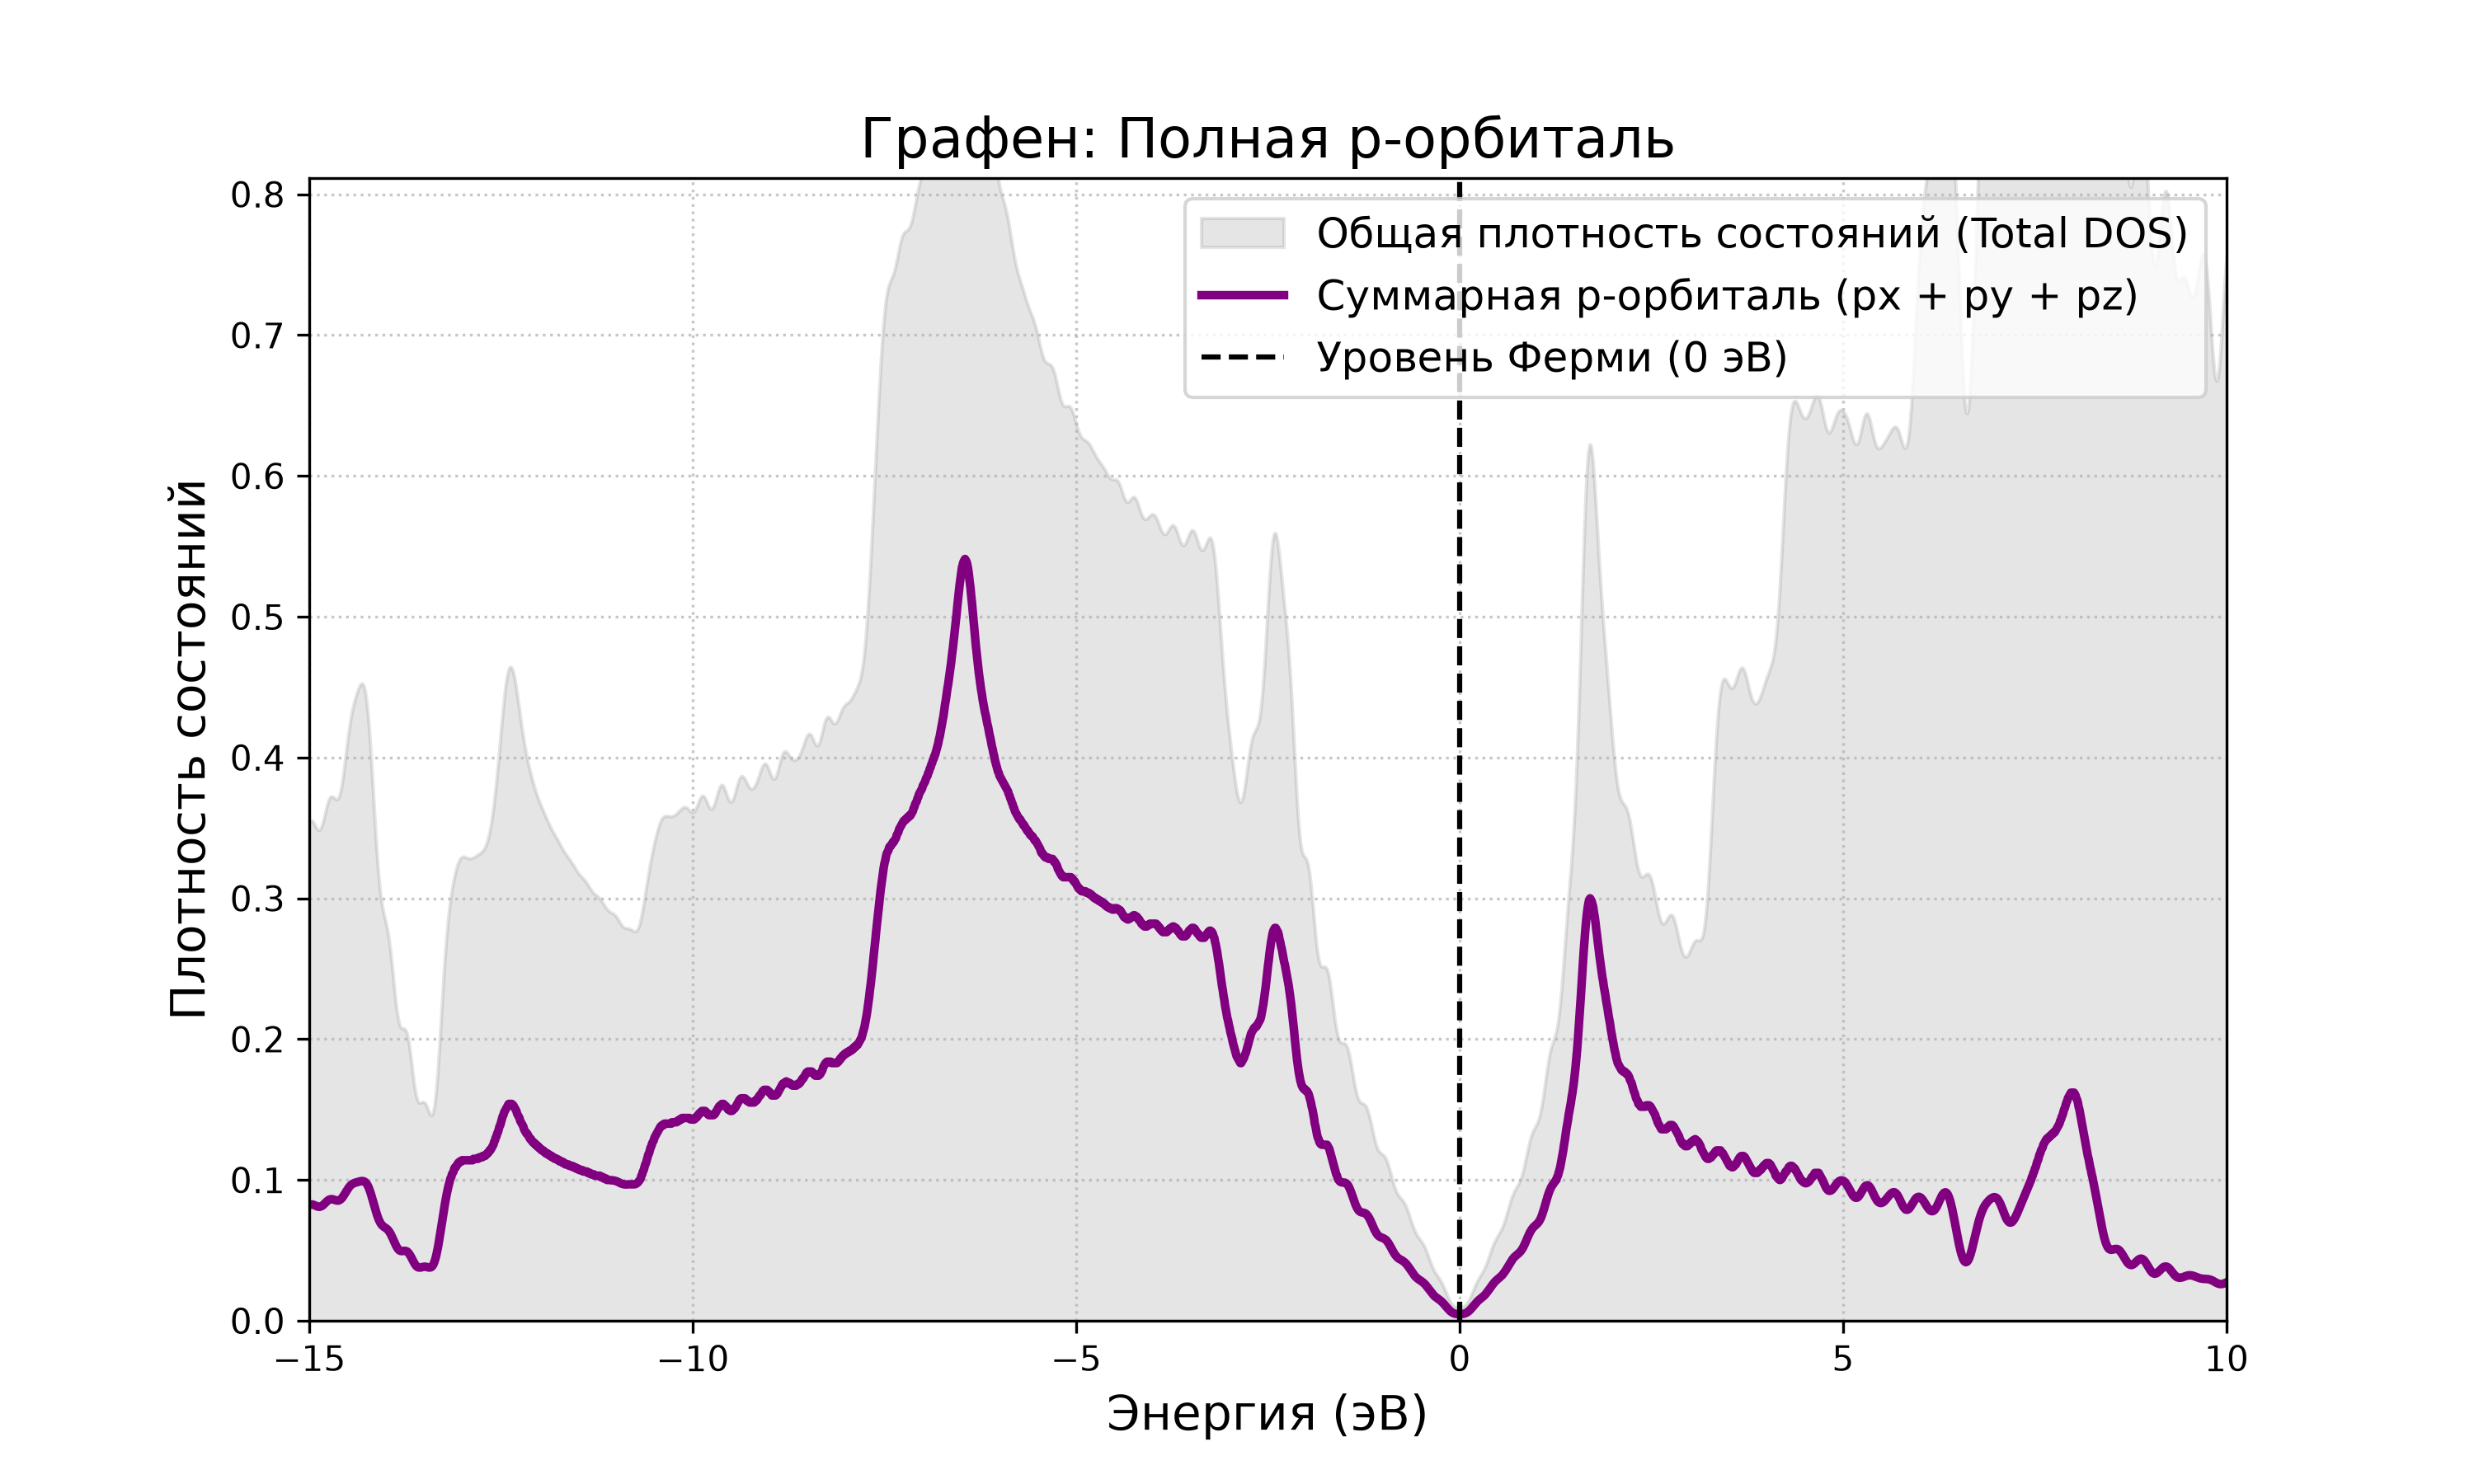 Графен: Полная p-орбиталь
Общая плотность состояний (Total DOS)
Суммарная p-орбиталь (px + py + pz)
Уровень Ферми (0 эВ)
Плотность состояний
0.8
0.7
0.6
0.5
0.4
0.3
0.2
0.1
0.0
−15 −10 −5 0 5 10
Энергия (эВ)